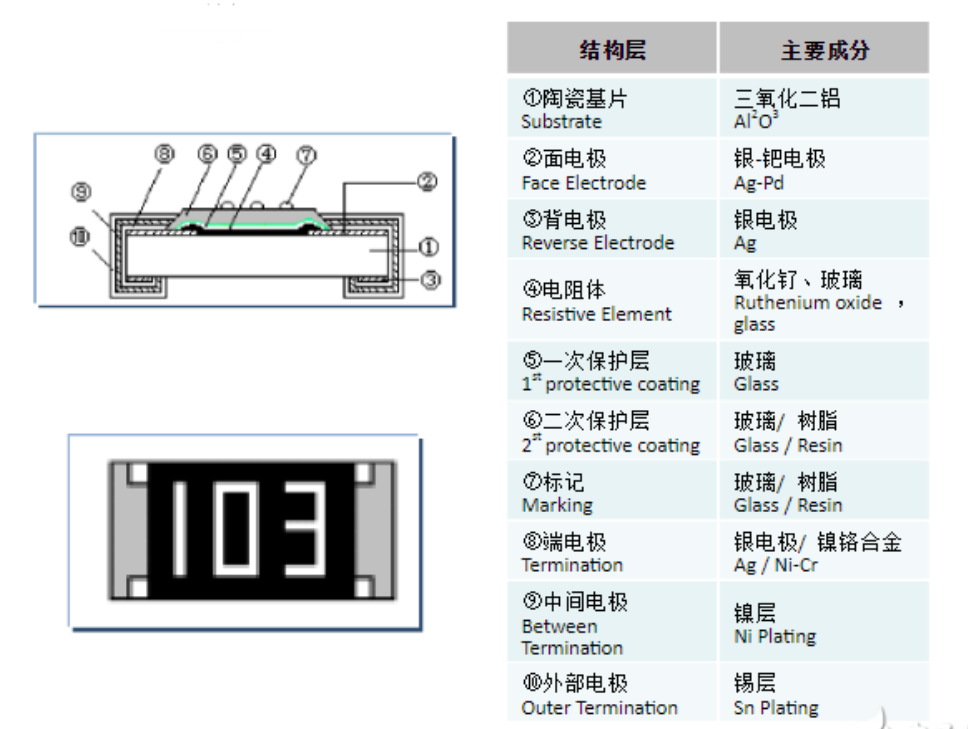 ⑧ ⑥ ⑤ ④ ⑦
②
⑨
⑩
①
③
103
结构层 主要成分
①陶瓷基片 三氧化二铝
Substrate Al²O³
②面电极 银-钯电极
Face Electrode Ag-Pd
③背电极 银电极
Reverse Electrode Ag
④电阻体 氧化钌、玻璃
Resistive Element Ruthenium oxide ,
glass
⑤一次保护层 玻璃
1st protective coating Glass
⑥二次保护层 玻璃/ 树脂
2st protective coating Glass / Resin
⑦标记 玻璃/ 树脂
Marking Glass / Resin
⑧端电极 银电极/ 镍铬合金
Termination Ag / Ni-Cr
⑨中间电极 镍层
Between Ni Plating
Termination
⑩外部电极 锡层
Outer Termination Sn Plating